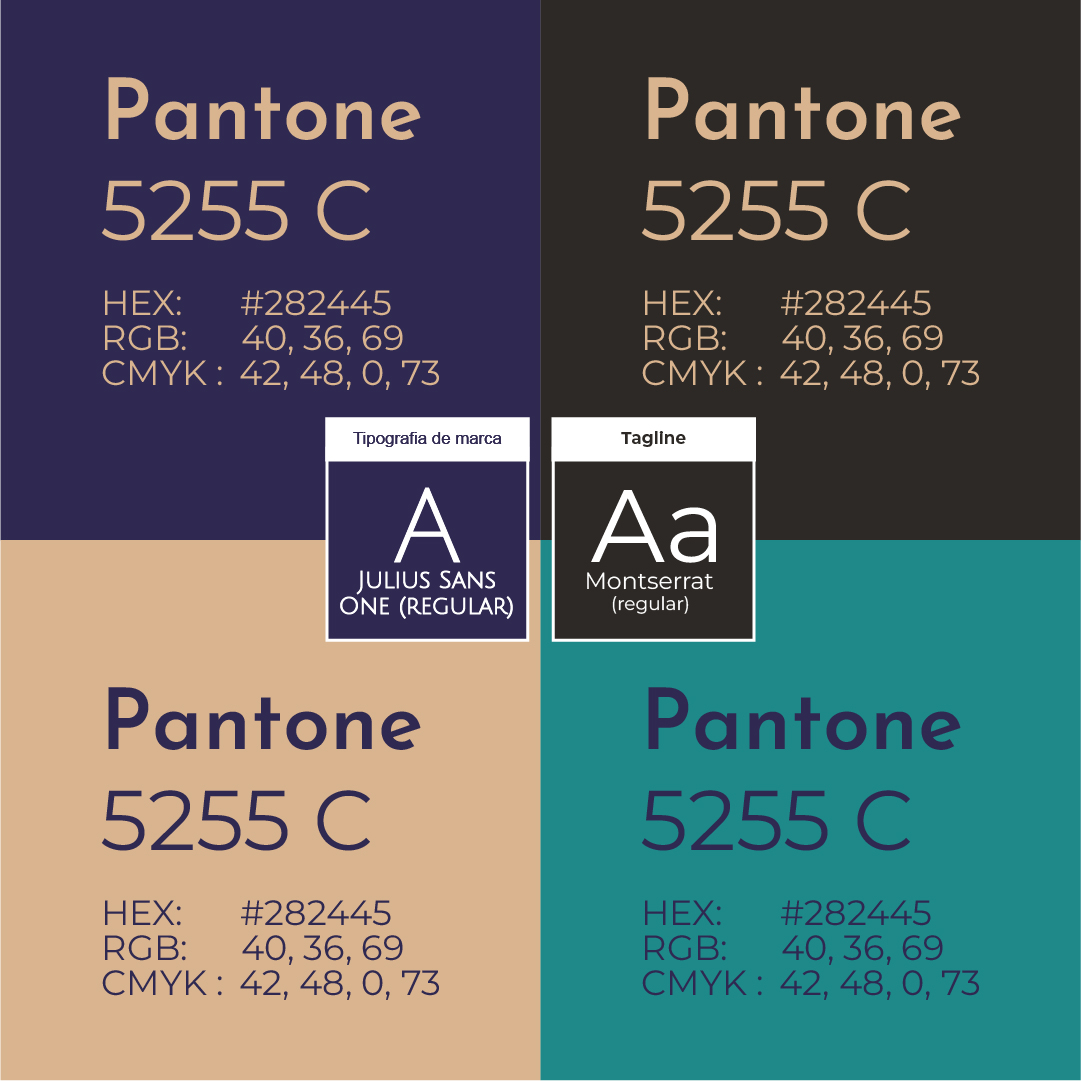 Pantone
5255 C
HEX: #282445
RGB: 40, 36, 69
CMYK : 42, 48, 0, 73
Pantone
5255 C
HEX: #282445
RGB: 40, 36, 69
CMYK : 42, 48, 0, 73
Tipografia de marca
A
JULIUS SANS
ONE (REGULAR)
Tagline
Aa
Montserrat
(regular)
Pantone
5255 C
HEX: #282445
RGB: 40, 36, 69
CMYK : 42, 48, 0, 73
Pantone
5255 C
HEX: #282445
RGB: 40, 36, 69
CMYK : 42, 48, 0, 73